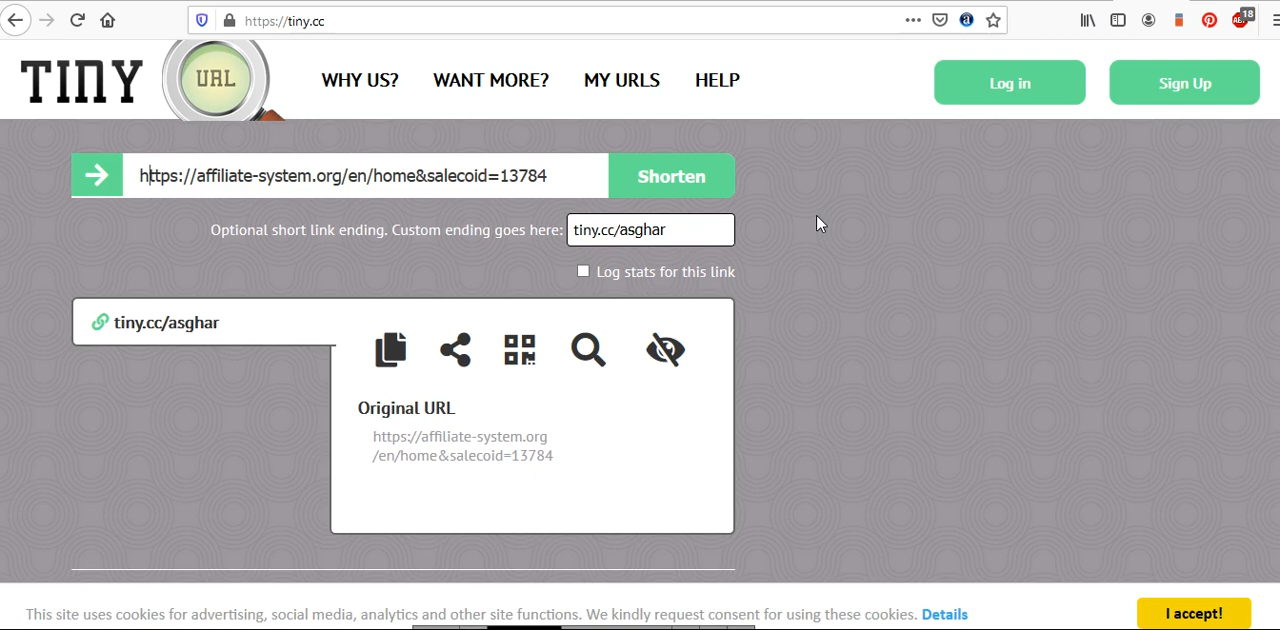 https://tiny.cc
18
TINY URL
WHY US?
WANT MORE?
MY URLS
HELP
Log in
Sign Up
https://affiliate-system.org/en/home&salecoid=13784
Shorten
Optional short link ending. Custom ending goes here:
tiny.cc/asghar
Log stats for this link
tiny.cc/asghar
Original URL
https://affiliate-system.org
/en/home&salecoid=13784
This site uses cookies for advertising, social media, analytics and other site functions. We kindly request consent for using these cookies. Details
I accept!